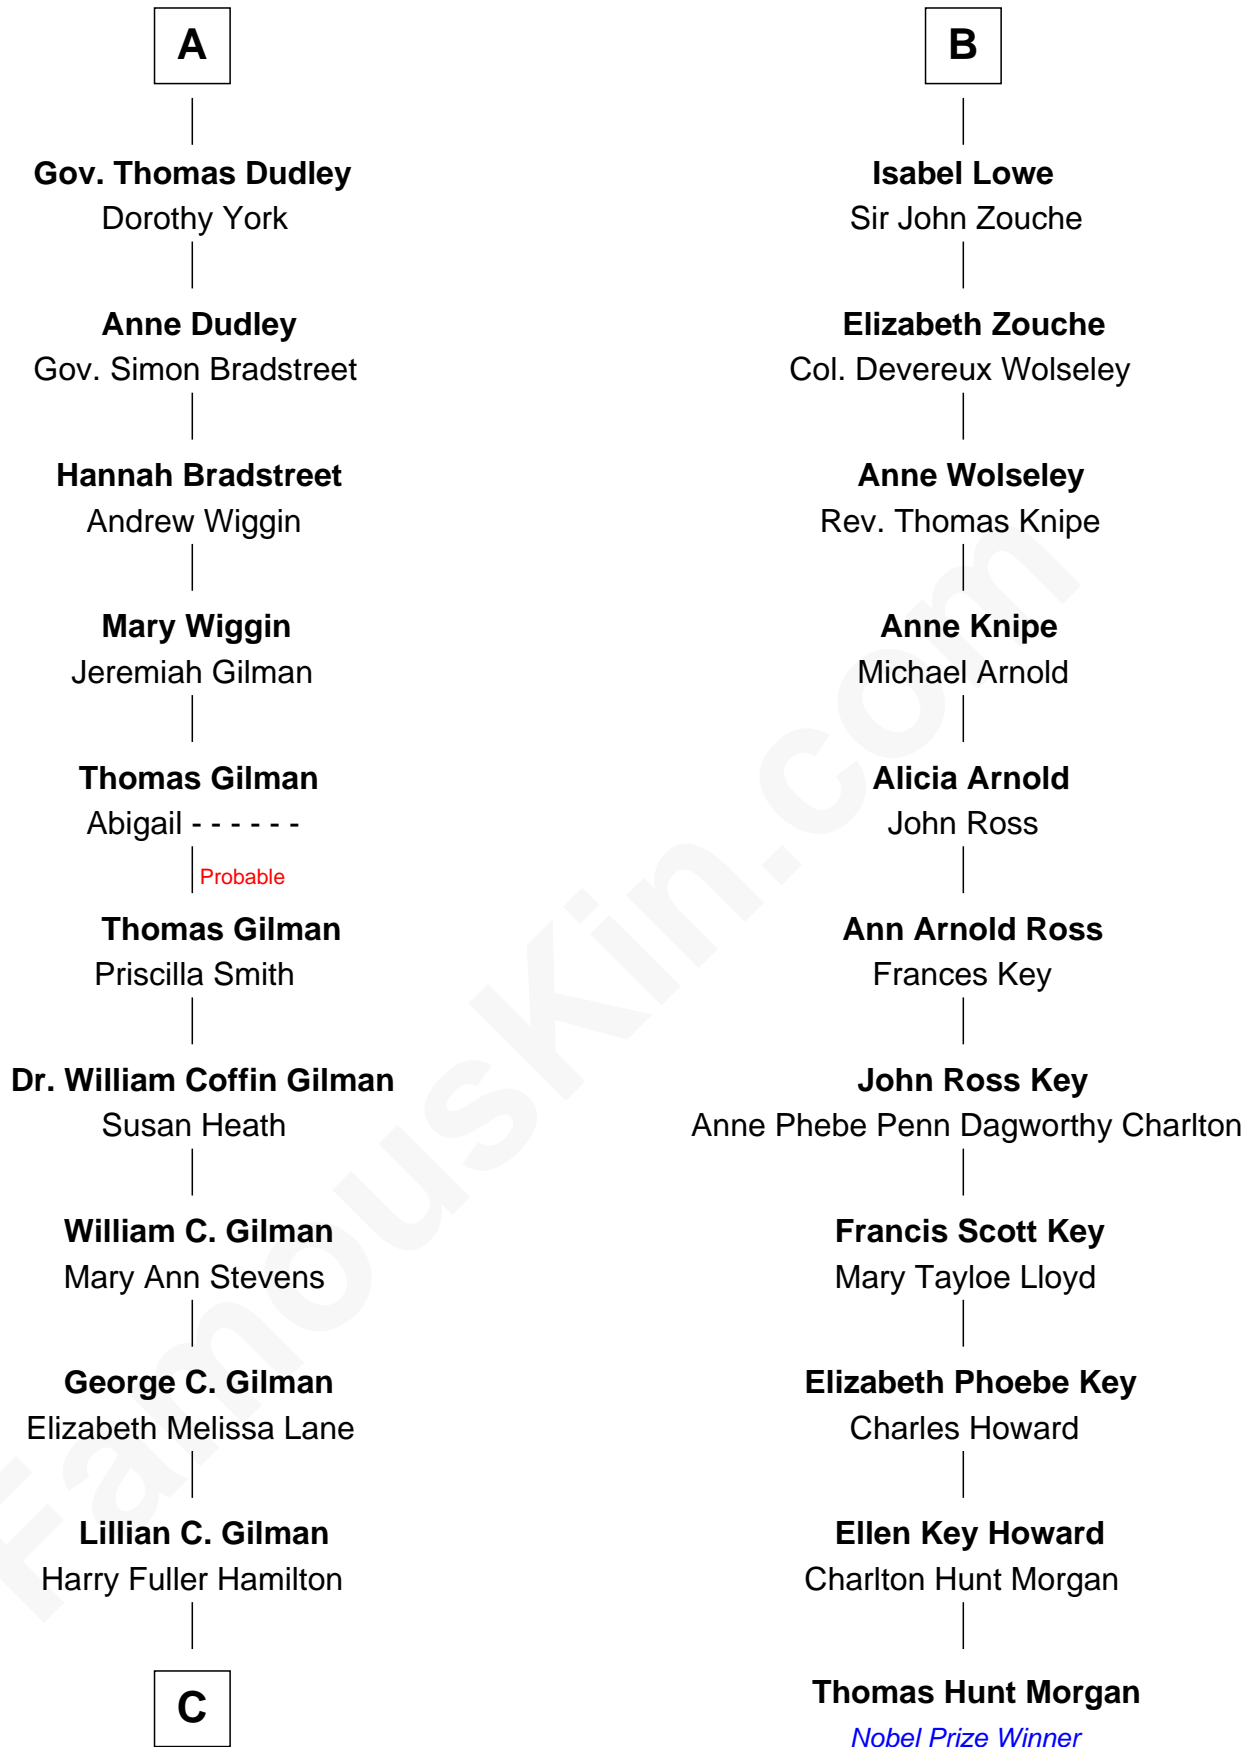 A
Gov. Thomas Dudley
Dorothy York
Anne Dudley
Gov. Simon Bradstreet
Hannah Bradstreet
Andrew Wiggin
Mary Wiggin
Jeremiah Gilman
Thomas Gilman
Abigail - - - - - -
Probable
Thomas Gilman
Priscilla Smith
Dr. William Coffin Gilman
Susan Heath
William C. Gilman
Mary Ann Stevens
George C. Gilman
Elizabeth Melissa Lane
Lillian C. Gilman
Harry Fuller Hamilton
C
B
Isabel Lowe
Sir John Zouche
Elizabeth Zouche
Col. Devereux Wolseley
Anne Wolseley
Rev. Thomas Knipe
Anne Knipe
Michael Arnold
Alicia Arnold
John Ross
Ann Arnold Ross
Frances Key
John Ross Key
Anne Phebe Penn Dagworthy Charlton
Francis Scott Key
Mary Tayloe Lloyd
Elizabeth Phoebe Key
Charles Howard
Ellen Key Howard
Charlton Hunt Morgan
Thomas Hunt Morgan
Nobel Prize Winner
FamousKin.com